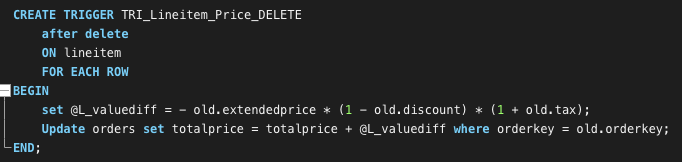 CREATE TRIGGER TRI_Lineitem_Price_DELETE
after delete
ON lineitem
FOR EACH ROW
BEGIN
set @L_valuediff = - old.extendedprice * (1 - old.discount) * (1 + old.tax);
Update orders set totalprice = totalprice + @L_valuediff where orderkey = old.orderkey;
END;